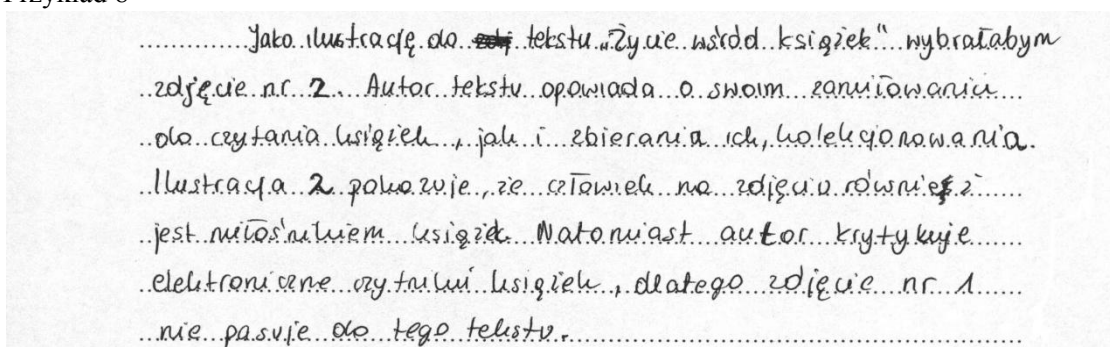 Jako ilustrację do tekstu „Życie wśród książek" wybrałabym
zdjęcie nr 2. Autor tekstu opowiada o swoim zamiłowaniu
do czytania książek, jak i zbierania ich, kolekcjonowania.
Ilustracja 2 pokazuje, że człowiek na zdjęciu również
jest miłośnikiem książek. Natomiast autor krytykuje
elektroniczne czytniki książek, dlatego zdjęcie nr 1
nie pasuje do tego tekstu.